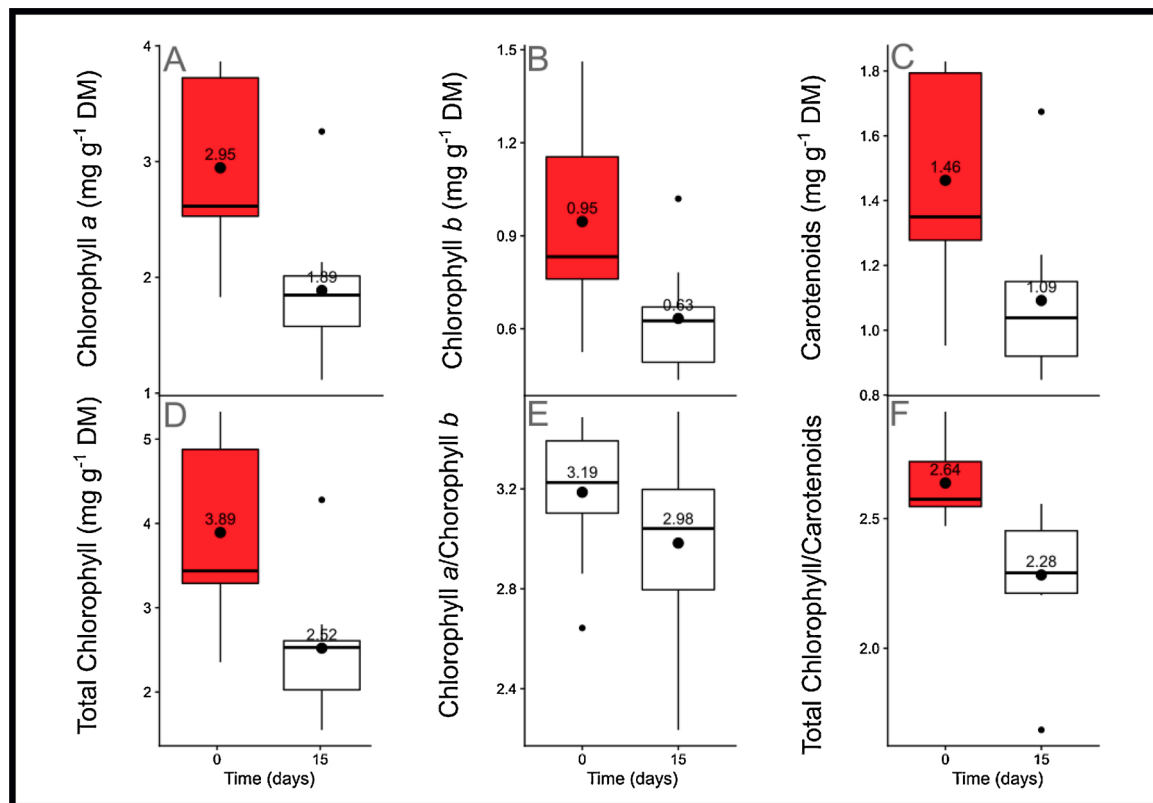 A
Chlorophyll a (mg g-1 DM)
4
3
2
1
2.95
1.89
B
Chlorophyll b (mg g-1 DM)
1.5
1.2
0.9
0.6
0.95
0.63
C
Carotenoids (mg g-1 DM)
1.8
1.6
1.4
1.2
1.0
0.8
1.46
1.09
D
Total Chlorophyll (mg g-1 DM)
5
4
3
2
3.89
2.52
0
15
Time (days)
E
Chlorophyll a/Chorophyll b
3.2
2.8
2.4
3.19
2.98
0
15
Time (days)
F
Total Chlorophyll/Carotenoids
2.5
2.0
2.64
2.28
0
15
Time (days)